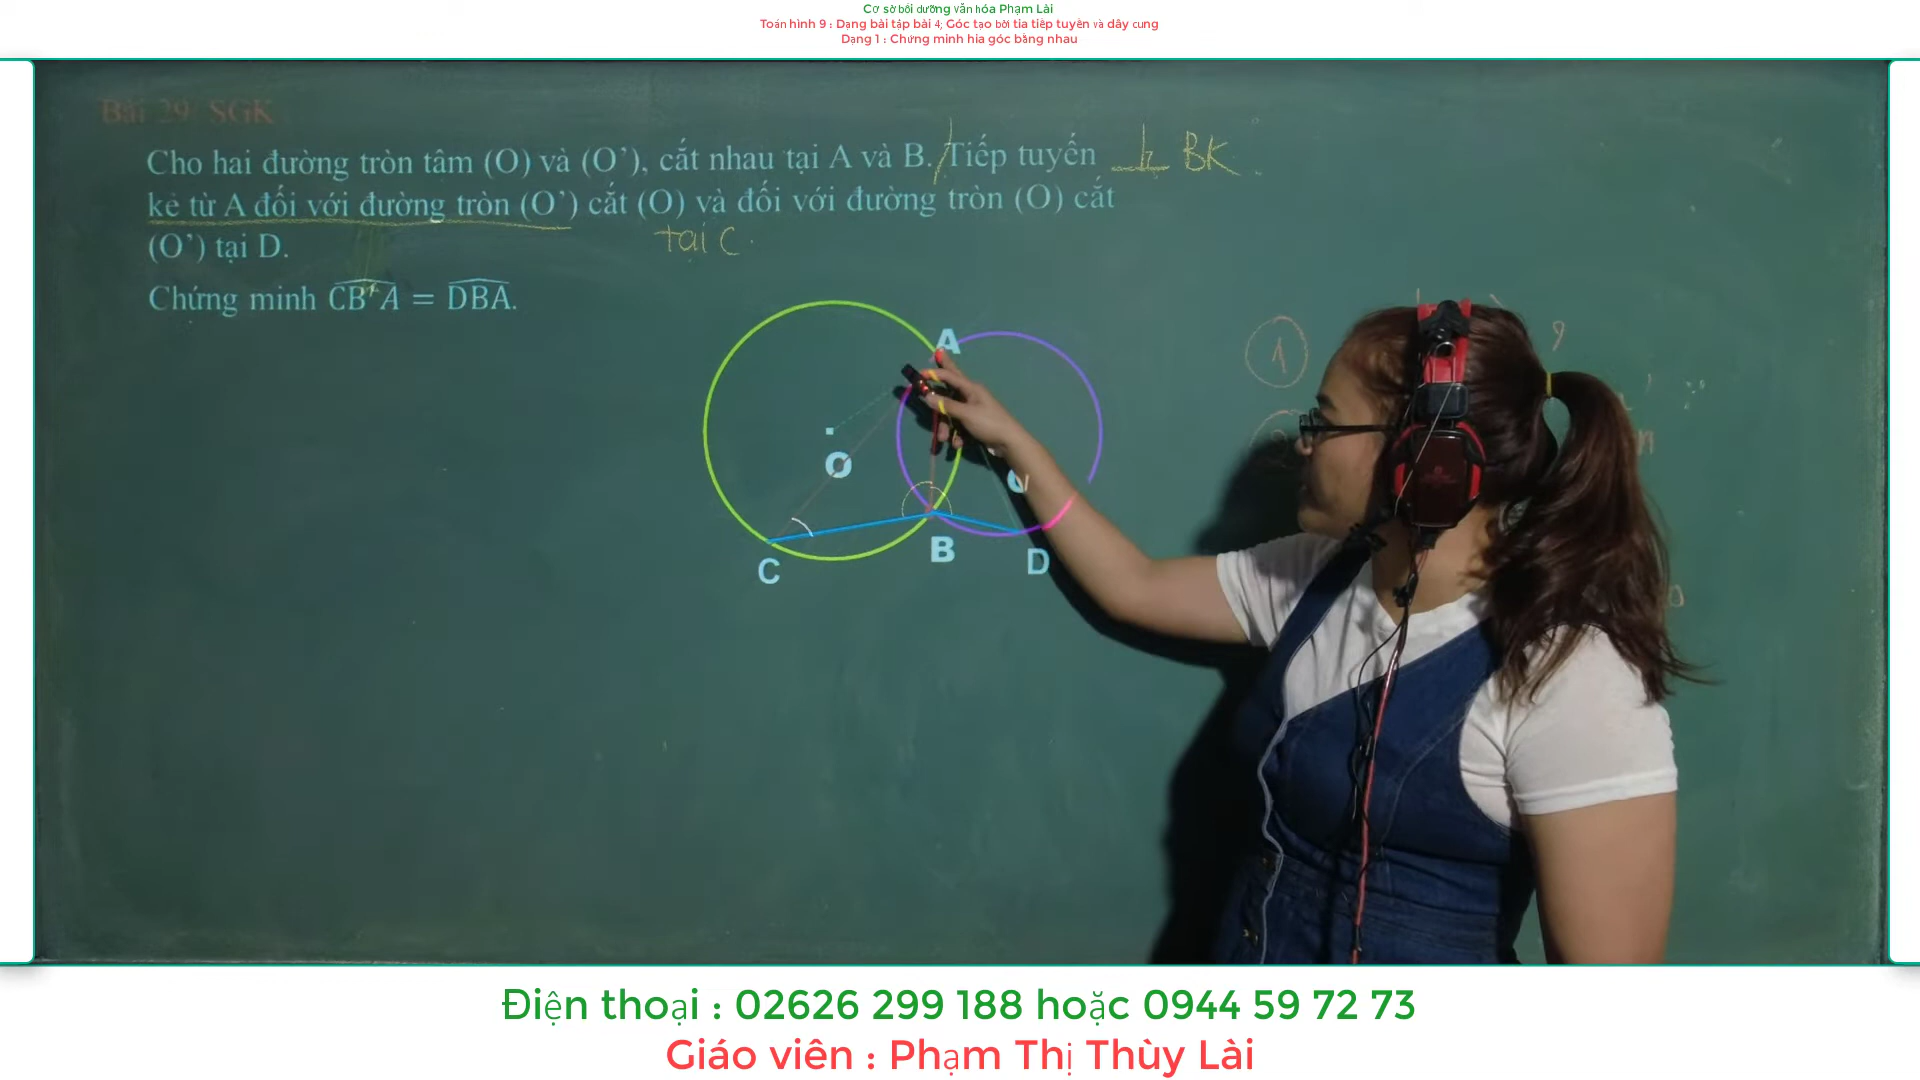 Cơ sở bồi dưỡng văn hóa Phạm Lài
Toán hình 9 : Dạng bài tập bài 4; Góc tạo bởi tia tiếp tuyến và dây cung
Dạng 1 : Chứng minh hia góc bằng nhau
Bài 29/ SGK
Cho hai đường tròn tâm (O) và (O’), cắt nhau tại A và B. Tiếp tuyến
BK
kẻ từ A đối với đường tròn (O’) cắt (O) và đối với đường tròn (O) cắt
tại C
(O’) tại D.
Chứng minh CBA = DBA.
A
1
O
B
D
C
Điện thoại : 02626 299 188 hoặc 0944 59 72 73
Giáo viên : Phạm Thị Thùy Lài